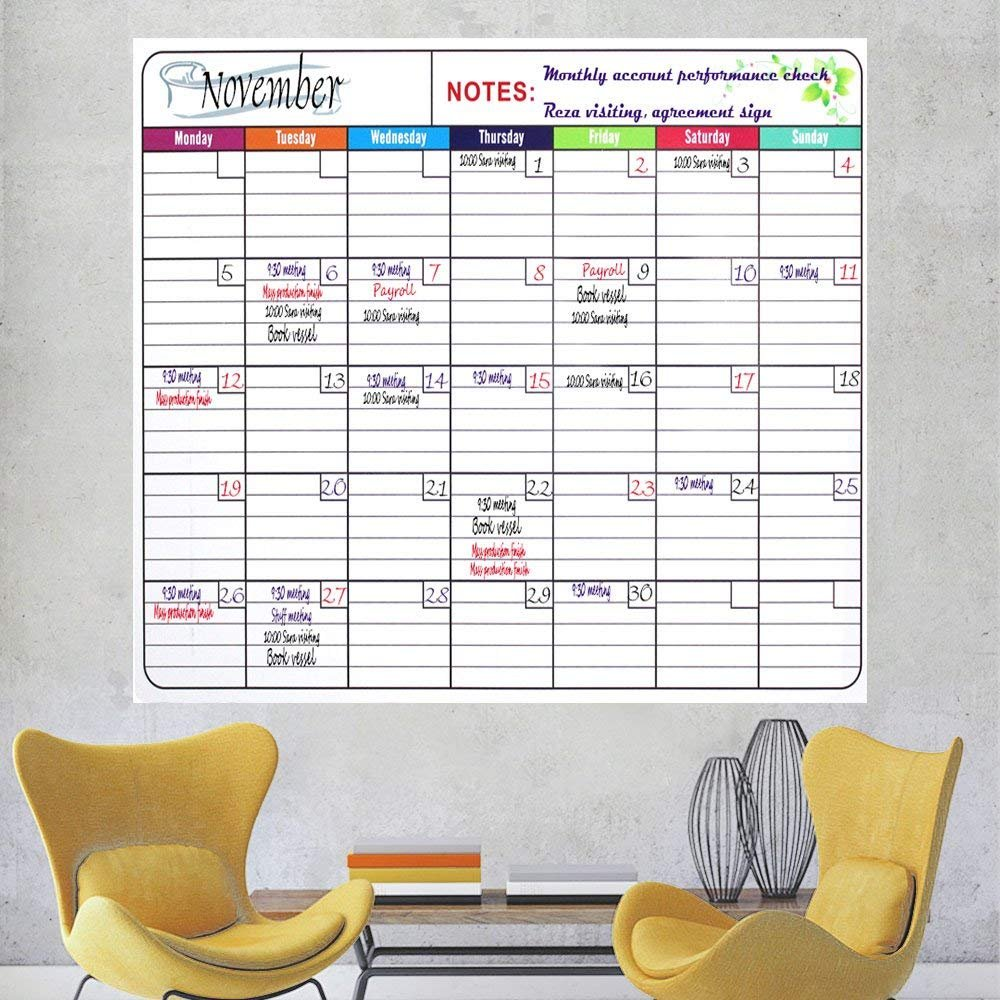 November
NOTES:
Monthly account performance check
Reza visiting, agreement sign
Monday Tuesday Wednesday Thursday Friday Saturday Sunday
10:00 Sara visiting 1 2 10:00 Sara visiting 3 4
5 9:30 meeting 6 9:30 meeting 7 8 Payroll 9 10 9:30 meeting 11
Mass production finish Payroll Book vessel
10:00 Sara visiting 10:00 Sara visiting 10:00 Sara visiting
Book vessel
9:30 meeting 12 13 9:30 meeting 14 9:30 meeting 15 10:00 Sara visiting 16 17 18
Mass production finish 10:00 Sara visiting
19 20 21 22 23 9:30 meeting 24 25
9:30 meeting
Book vessel
Mass production finish
Mass production finish
9:30 meeting 26 9:30 meeting 27 28 29 9:30 meeting 30
Mass production finish Stuff meeting
10:00 Sara visiting
Book vessel